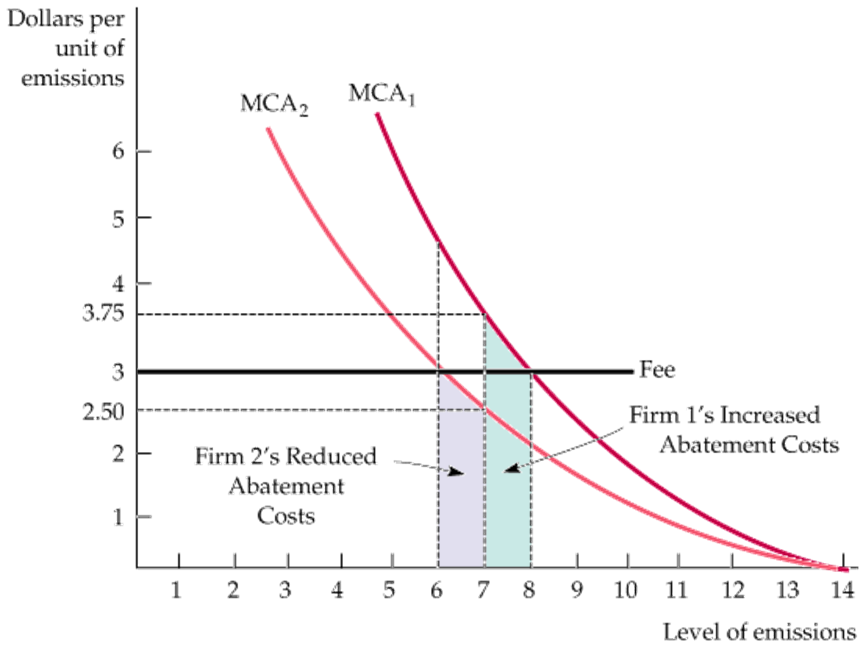 Dollars per
unit of
emissions
MCA₂
MCA₁
6
5
4
3.75
3
Fee
2.50
Firm 1’s Increased
Abatement Costs
2
Firm 2’s Reduced
Abatement
Costs
1
1 2 3 4 5 6 7 8 9 10 11 12 13 14
Level of emissions